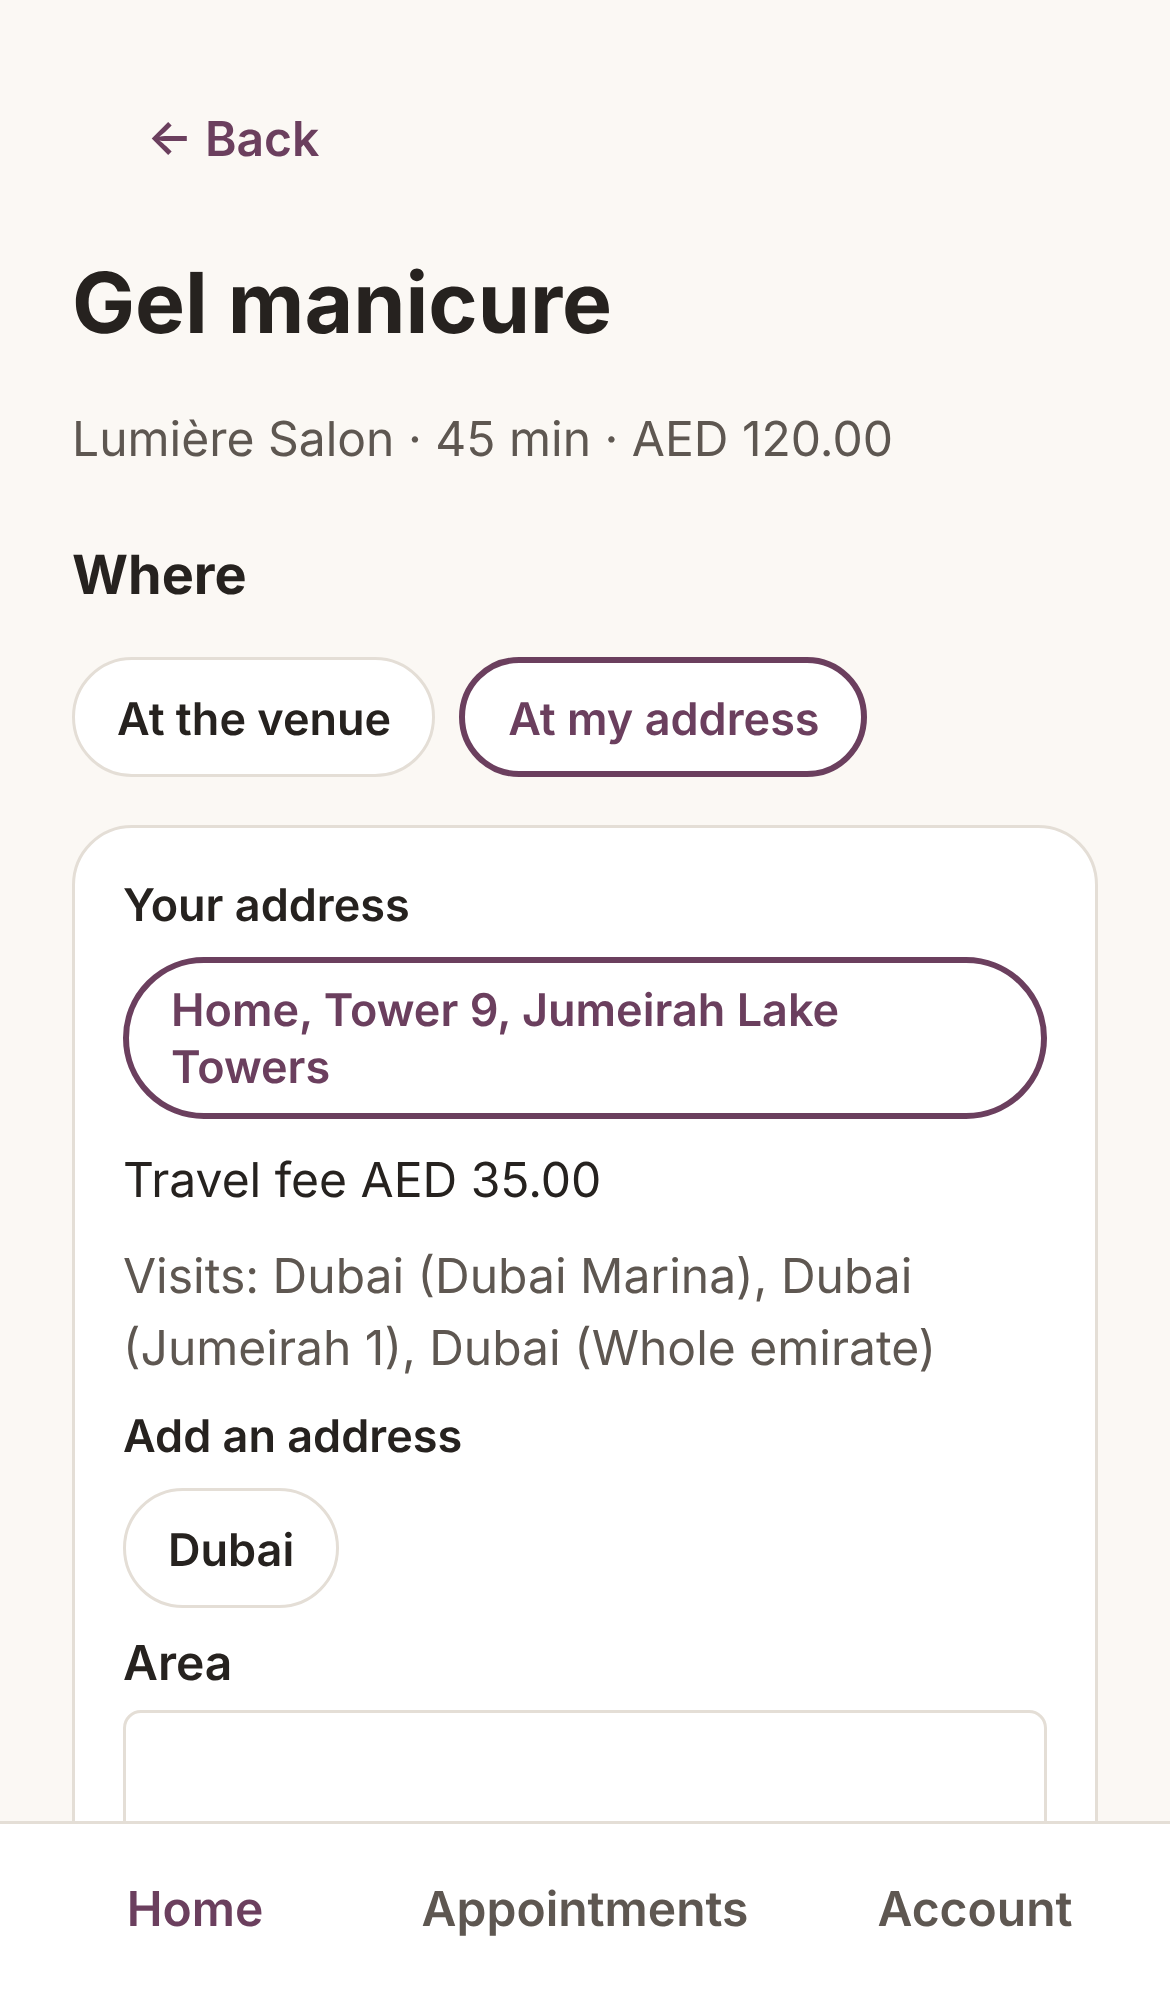 ← Back
Gel manicure
Lumière Salon · 45 min · AED 120.00
Where
At the venue
At my address
Your address
Home, Tower 9, Jumeirah Lake
Towers
Travel fee AED 35.00
Visits: Dubai (Dubai Marina), Dubai
(Jumeirah 1), Dubai (Whole emirate)
Add an address
Dubai
Area
Home
Appointments
Account